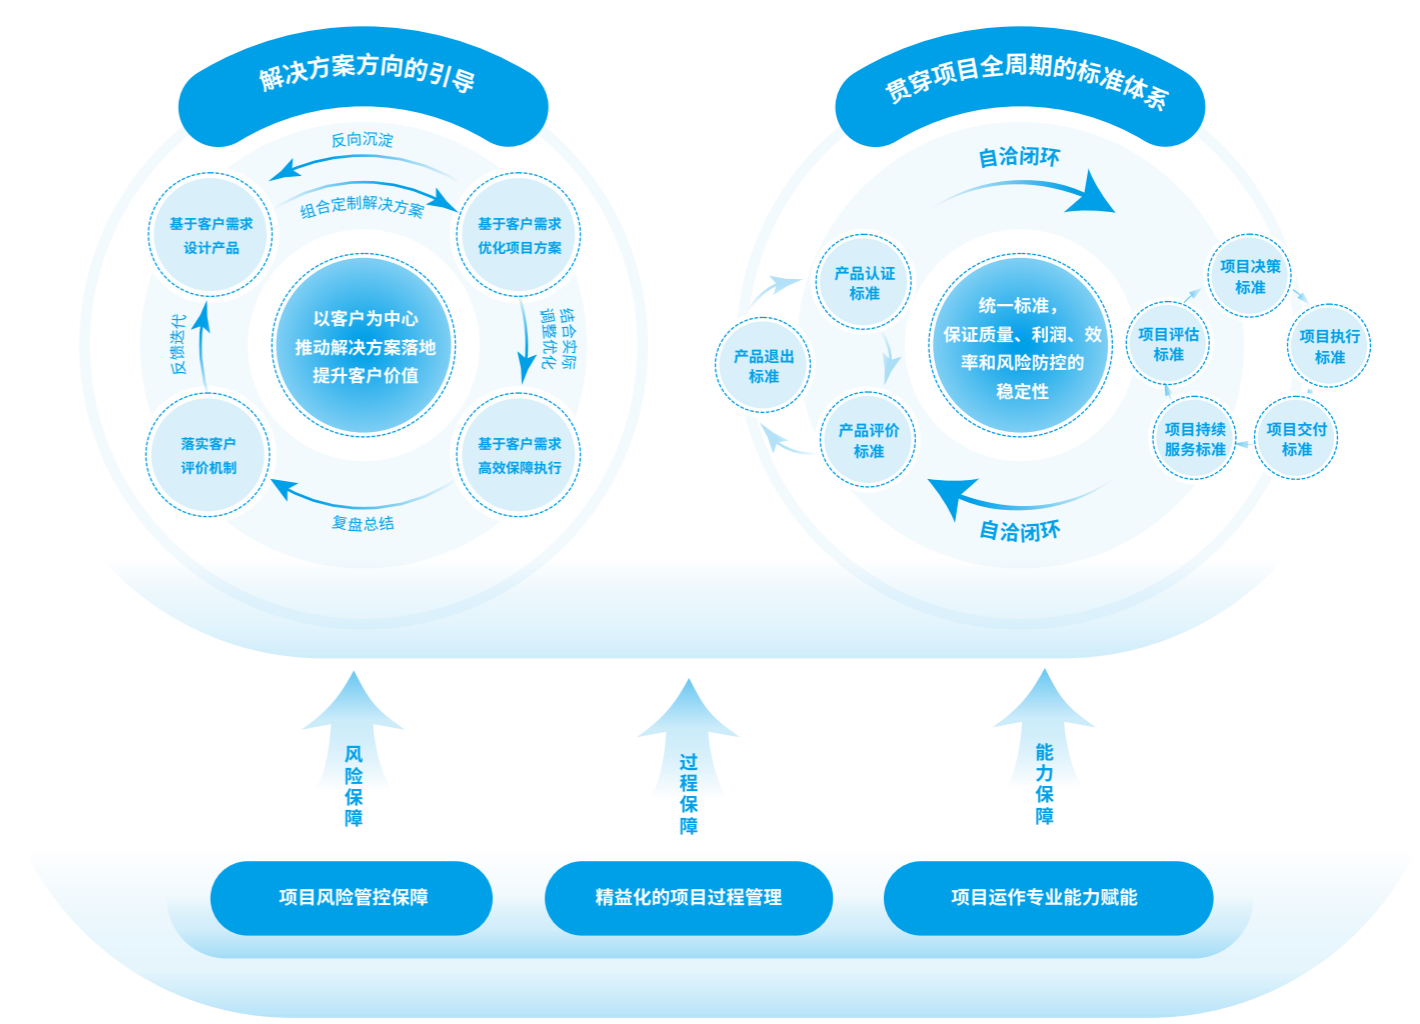 解决方案方向的引导
反向沉淀
组合定制解决方案
基于客户需求
设计产品
基于客户需求
优化项目方案
以客户为中心
推动解决方案落地
提升客户价值
反馈迭代
结合实际
调整优化
落实客户
评价机制
基于客户需求
高效保障执行
复盘总结
贯穿项目全周期的标准体系
自洽闭环
产品认证
标准
产品退出
标准
产品评价
标准
统一标准，
保证质量、利润、效
率和风险防控的
稳定性
项目决策
标准
项目评估
标准
项目执行
标准
项目持续
服务标准
项目交付
标准
自洽闭环
风险保障
过程保障
能力保障
项目风险管控保障
精益化的项目过程管理
项目运作专业能力赋能